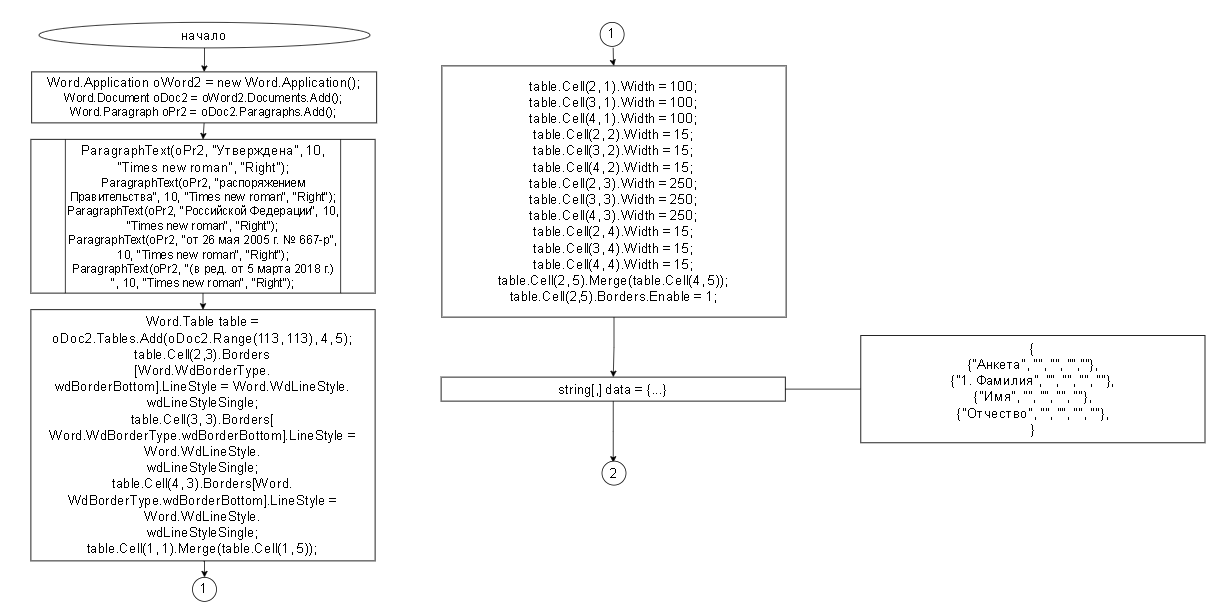 начало
Word.Application oWord2 = new Word.Application();
Word.Document oDoc2 = oWord2.Documents.Add();
Word.Paragraph oPr2 = oDoc2.Paragraphs.Add();
ParagraphText(oPr2, "Утверждена", 10,
"Times new roman", "Right");
ParagraphText(oPr2, "распоряжением
Правительства", 10, "Times new roman", "Right");
ParagraphText(oPr2, "Российской Федерации", 10,
"Times new roman", "Right");
ParagraphText(oPr2, "от 26 мая 2005 г. № 667-р",
10, "Times new roman", "Right");
ParagraphText(oPr2, "(в ред. от 5 марта 2018 г.)
", 10, "Times new roman", "Right");
Word.Table table =
oDoc2.Tables.Add(oDoc2.Range(113, 113), 4, 5);
table.Cell(2,3).Borders
[Word.WdBorderType.
wdBorderBottom].LineStyle = Word.WdLineStyle.
wdLineStyleSingle;
table.Cell(3, 3).Borders[
Word.WdBorderType.wdBorderBottom].LineStyle =
Word.WdLineStyle.
wdLineStyleSingle;
table.Cell(4, 3).Borders[Word.
WdBorderType.wdBorderBottom].LineStyle =
Word.WdLineStyle.
wdLineStyleSingle;
table.Cell(1, 1).Merge(table.Cell(1, 5));
1
1
table.Cell(2, 1).Width = 100;
table.Cell(3, 1).Width = 100;
table.Cell(4, 1).Width = 100;
table.Cell(2, 2).Width = 15;
table.Cell(3, 2).Width = 15;
table.Cell(4, 2).Width = 15;
table.Cell(2, 3).Width = 250;
table.Cell(3, 3).Width = 250;
table.Cell(4, 3).Width = 250;
table.Cell(2, 4).Width = 15;
table.Cell(3, 4).Width = 15;
table.Cell(4, 4).Width = 15;
table.Cell(2, 5).Merge(table.Cell(4, 5));
table.Cell(2,5).Borders.Enable = 1;
string[,] data = {...}
2
{
{"Анкета", "", "", "",""},
{"1. Фамилия", "", "", "", ""},
{"Имя", "", "", "", ""},
{"Отчество", "", "", "", ""},
}